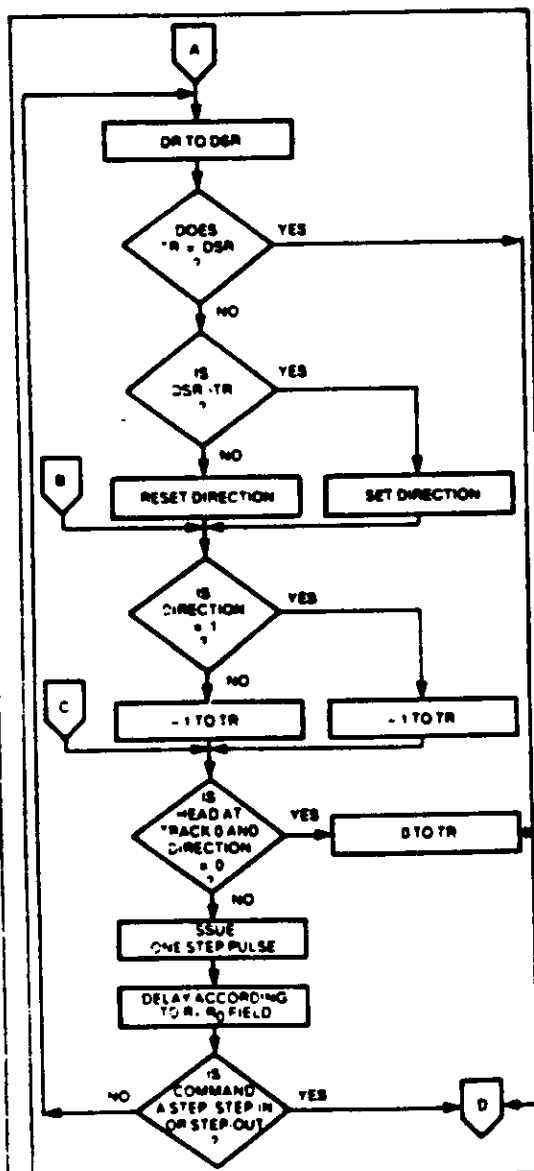 A
DR TO DSR
DOES
TR = DSR
?
YES
NO
IS
DSR TR
?
YES
NO
B
RESET DIRECTION
SET DIRECTION
IS
DIRECTION
= 1
?
YES
NO
C
- 1 TO TR
TO TR
IS
HEAD AT
TRACK 0 AND
DIRECTION
= 0
?
YES
0 TO TR
NO
ISSUE
ONE STEP PULSE
DELAY ACCORDING
TO FIELD
IS
COMMAND
A STEP STEP IN
OR STEP-OUT
?
NO
YES
D